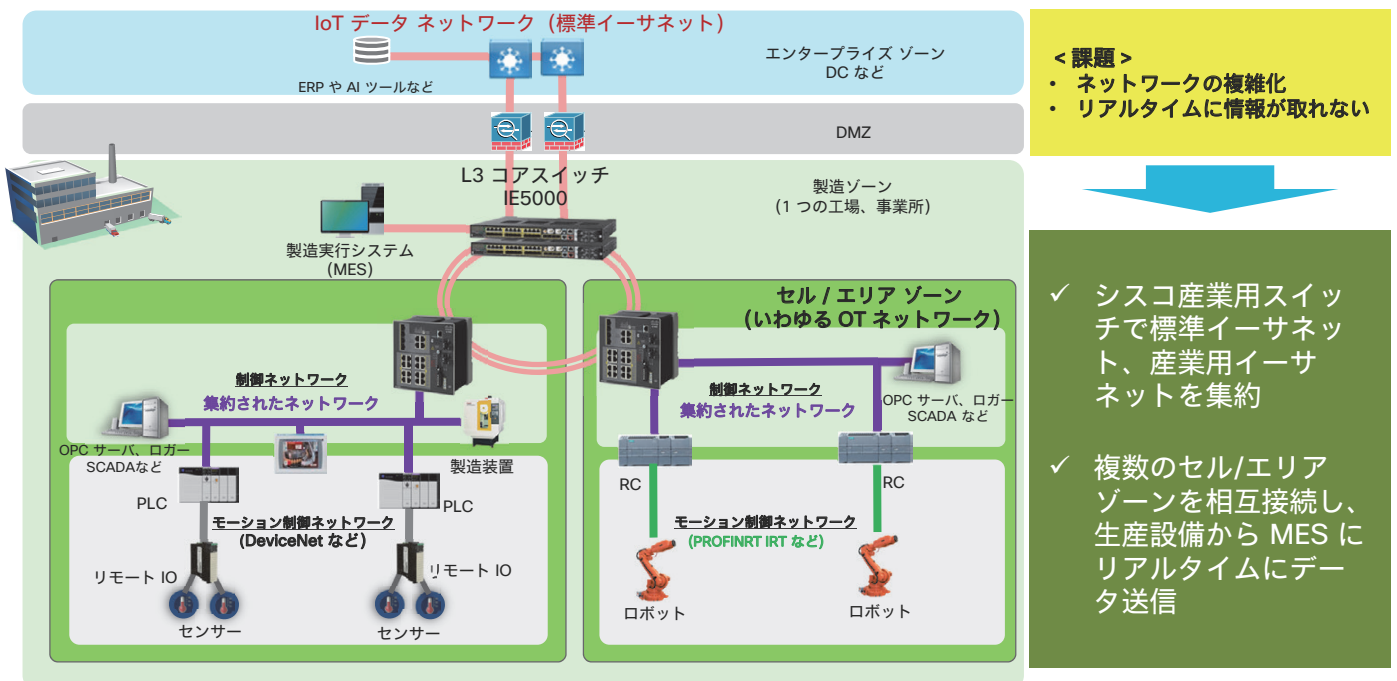 IoT データ ネットワーク（標準イーサネット）
ERP や AI ツールなど
エンタープライズ ゾーン
DC など
DMZ
L3 コアスイッチ
IE5000
製造ゾーン
(１つの工場、事業所)
製造実行システム
(MES)
セル / エリア ゾーン
(いわゆる OT ネットワーク)
制御ネットワーク
集約されたネットワーク
OPC サーバ、ロガー
SCADAなど
製造装置
PLC
PLC
モーション制御ネットワーク
(DeviceNet など)
リモート IO
リモート IO
センサー
センサー
制御ネットワーク
集約されたネットワーク
OPC サーバ、ロガー
SCADA など
RC
RC
モーション制御ネットワーク
(PROFINRT IRT など)
ロボット
ロボット
< 課題 >
• ネットワークの複雑化
• リアルタイムに情報が取れない
✓ シスコ産業用スイッ
チで標準イーサネッ
ト、産業用イーサ
ネットを集約
✓ 複数のセル/エリア
ゾーンを相互接続し、
生産設備から MES に
リアルタイムにデー
タ送信